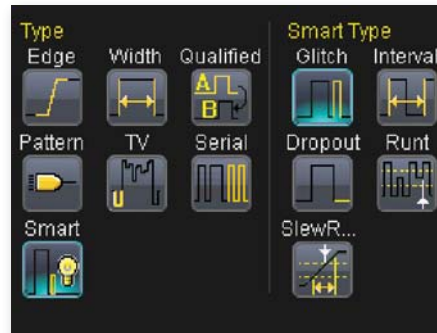 Type
Edge Width Qualified
A
B
Pattern TV Serial
Smart
Smart Type
Glitch Interval
Dropout Runt
SlewR...